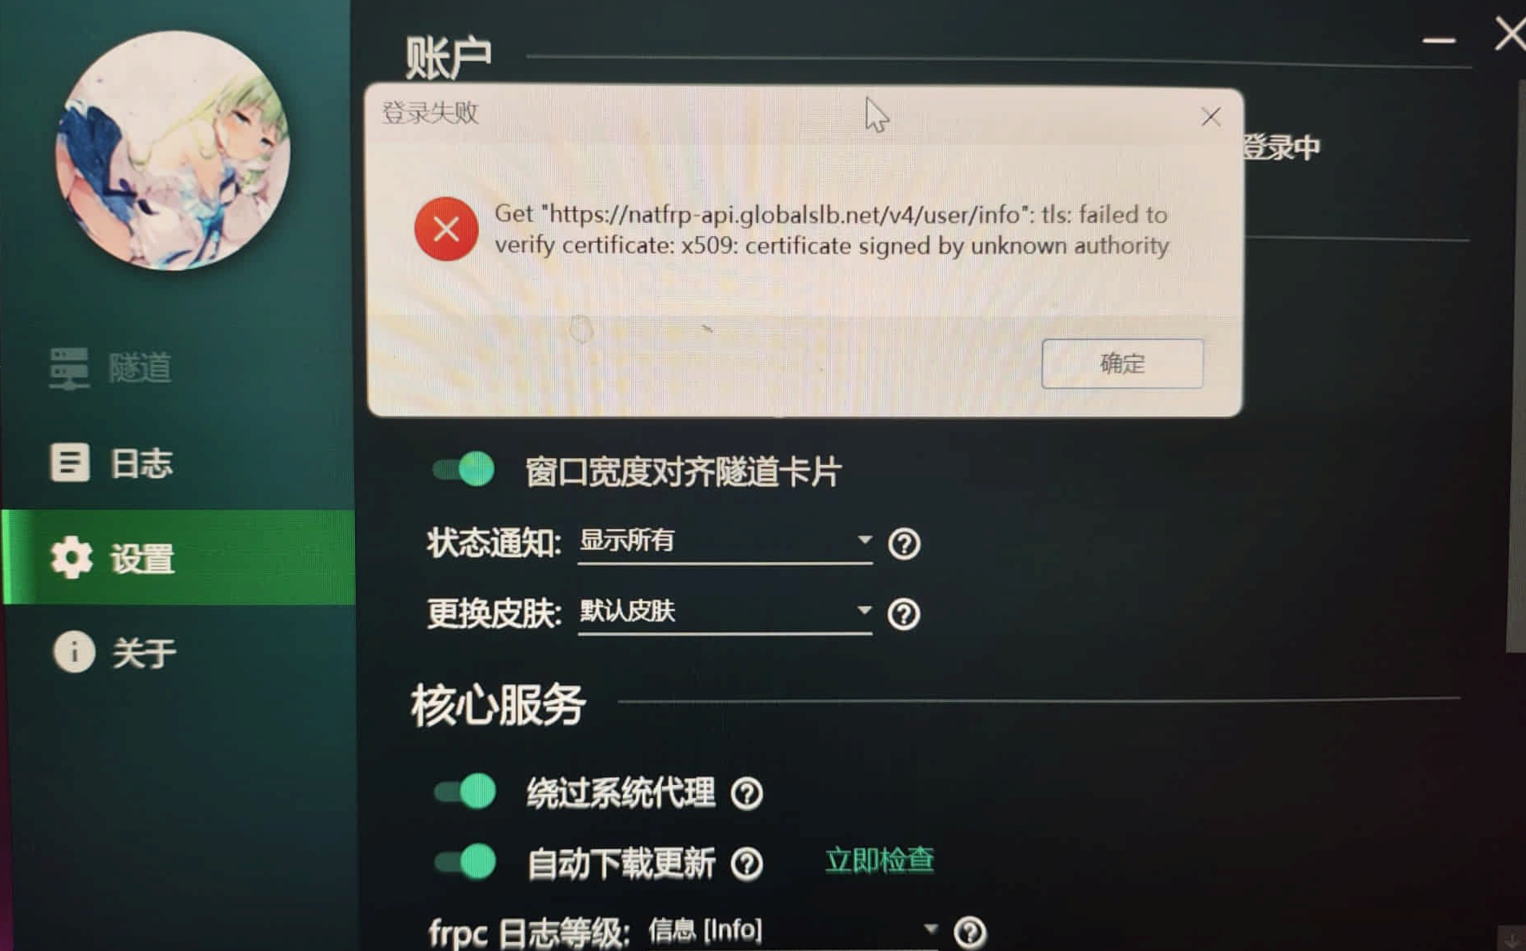 账户
登录失败
登录中
Get "https://natfrp-api.globalslb.net/v4/user/info": tls: failed to
verify certificate: x509: certificate signed by unknown authority
确定
隧道
日志
设置
关于
窗口宽度对齐隧道卡片
状态通知: 显示所有
更换皮肤: 默认皮肤
核心服务
绕过系统代理
自动下载更新 立即检查
frpc 日志等级: 信息 [Info]